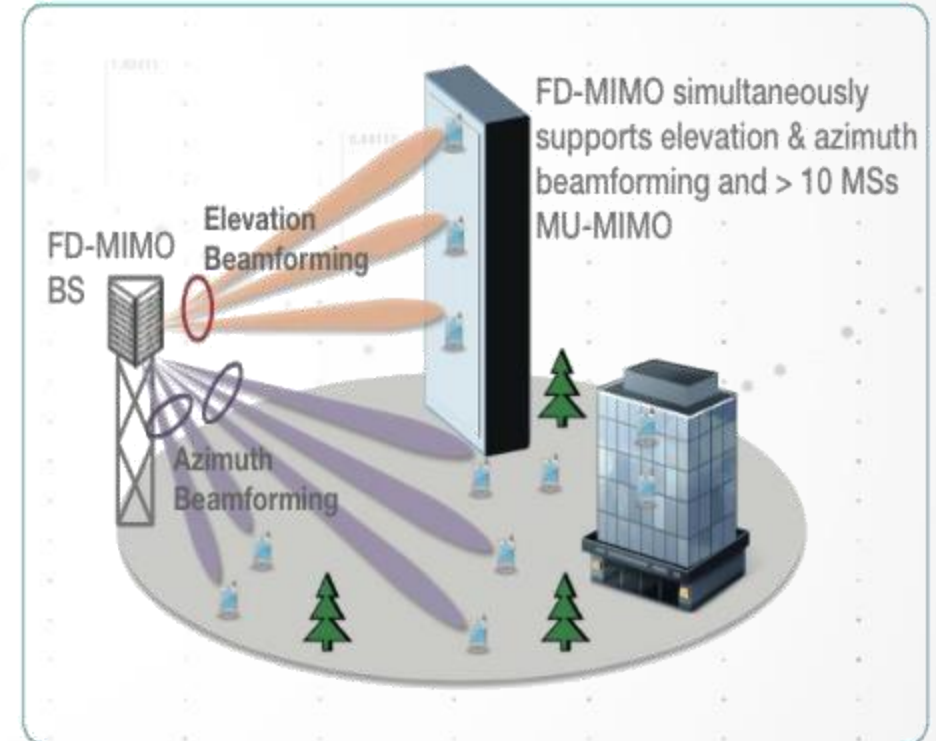 FD-MIMO simultaneously
supports elevation & azimuth
beamforming and > 10 MSs
MU-MIMO
Elevation
Beamforming
FD-MIMO
BS
Azimuth
Beamforming